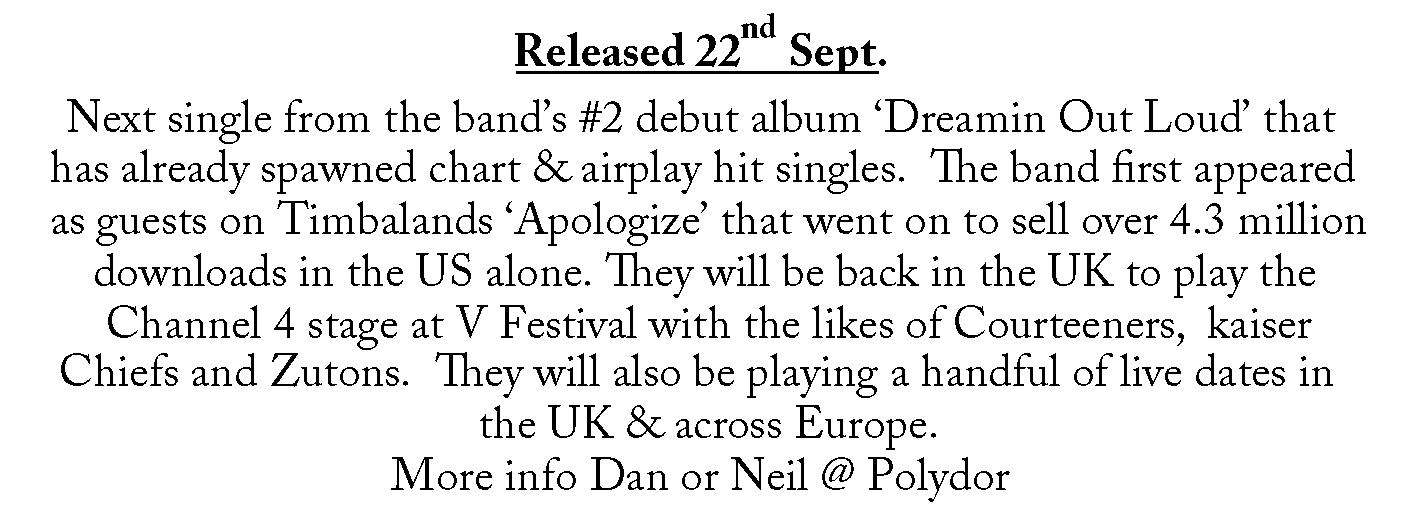 Released 22nd Sept.
Next single from the band's #2 debut album ‘Dreamin Out Loud’ that
has already spawned chart & airplay hit singles.  The band first appeared
as guests on Timbalands ‘Apologize’ that went on to sell over 4.3 million
downloads in the US alone. They will be back in the UK to play the
Channel 4 stage at V Festival with the likes of Courteeners,  kaiser
Chiefs and Zutons.  They will also be playing a handful of live dates in
the UK & across Europe.
More info Dan or Neil @ Polydor